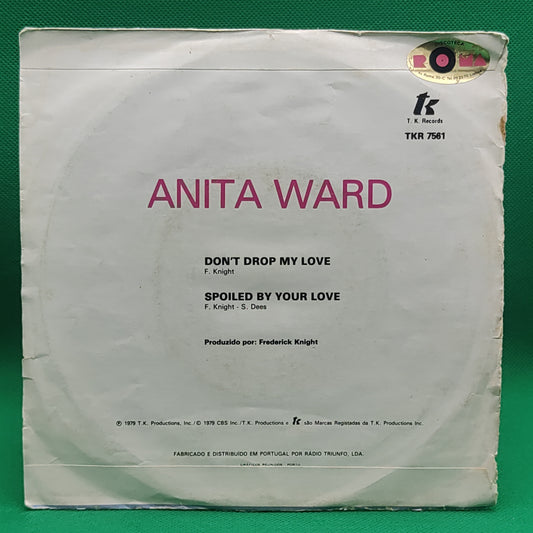 DISCOTECA
ROMA
tk
T. K. Records
TKR 7561
ANITA WARD
DON'T DROP MY LOVE
F. Knight
SPOILED BY YOUR LOVE
F. Knight - S. Dees
Produzido por: Frederick Knight
℗ 1979 T.K. Productions, Inc./© 1979 CBS Inc./T.K. Productions e tk são Marcas Registadas da T.K. Productions Inc.
FABRICADO E DISTRIBUÍDO EM PORTUGAL POR RÁDIO TRIUNFO, LDA.